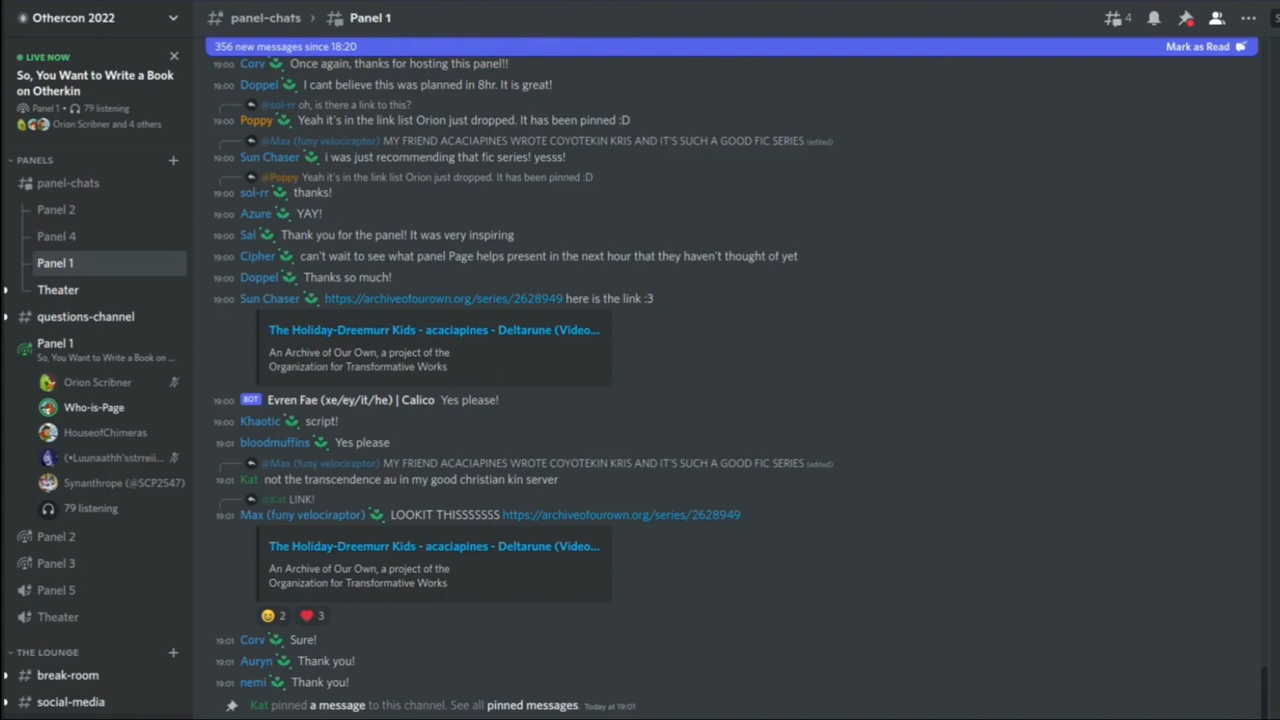 Othercon 2022
LIVE NOW
So, You Want to Write a Book
on Otherkin
Panel 1 • 79 listening
Orion Scribner and 4 others
PANELS
panel-chats
Panel 2
Panel 4
Panel 1
Theater
questions-channel
Panel 1
So, You Want to Write a Book on ...
Orion Scribner
Who-is-Page
HouseofChimeras
(•Luunaathh'sstrreii...
Synanthrope (@SCP2547)
79 listening
Panel 2
Panel 3
Panel 5
Theater
THE LOUNGE
break-room
social-media
panel-chats › Panel 1
4
356 new messages since 18:20 Mark as Read
19:00 Corv Once again, thanks for hosting this panel!!
Doppel I cant believe this was planned in 8hr. It is great!
@sol-rr oh, is there a link to this?
19:00 Poppy Yeah it's in the link list Orion just dropped. It has been pinned :D
@Max (funy velociraptor) MY FRIEND ACACIAPINES WROTE COYOTEKIN KRIS AND IT'S SUCH A GOOD FIC SERIES (edited)
19:00 Sun Chaser i was just recommending that fic series! yesss!
@Poppy Yeah it's in the link list Orion just dropped. It has been pinned :D
19:00 sol-rr thanks!
19:00 Azure YAY!
19:00 Sal Thank you for the panel! It was very inspiring
19:00 Cipher can't wait to see what panel Page helps present in the next hour that they haven't thought of yet
19:00 Doppel Thanks so much!
19:00 Sun Chaser https://archiveofourown.org/series/2628949 here is the link :3
The Holiday-Dreemurr Kids - acaciapines - Deltarune (Video...
An Archive of Our Own, a project of the
Organization for Transformative Works
19:00 BOT Evren Fae (xe/ey/it/he) | Calico Yes please!
19:00 Khaotic script!
19:01 bloodmuffins Yes please
@Max (funy velociraptor) MY FRIEND ACACIAPINES WROTE COYOTEKIN KRIS AND IT'S SUCH A GOOD FIC SERIES (edited)
19:01 Kat not the transcendence au in my good christian kin server
@Kat LINK!
19:01 Max (funy velociraptor) LOOKIT THISSSSSSS https://archiveofourown.org/series/2628949
The Holiday-Dreemurr Kids - acaciapines - Deltarune (Video...
An Archive of Our Own, a project of the
Organization for Transformative Works
2 3
19:01 Corv Sure!
19:01 Auryn Thank you!
19:01 nemi Thank you!
Kat pinned a message to this channel. See all pinned messages. Today at 19:01